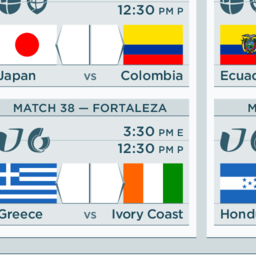 12:30 PM P
Japan vs Colombia
Ecuad
MATCH 38 — FORTALEZA
M
3:30 PM E
12:30 PM P
Greece vs Ivory Coast
Hond